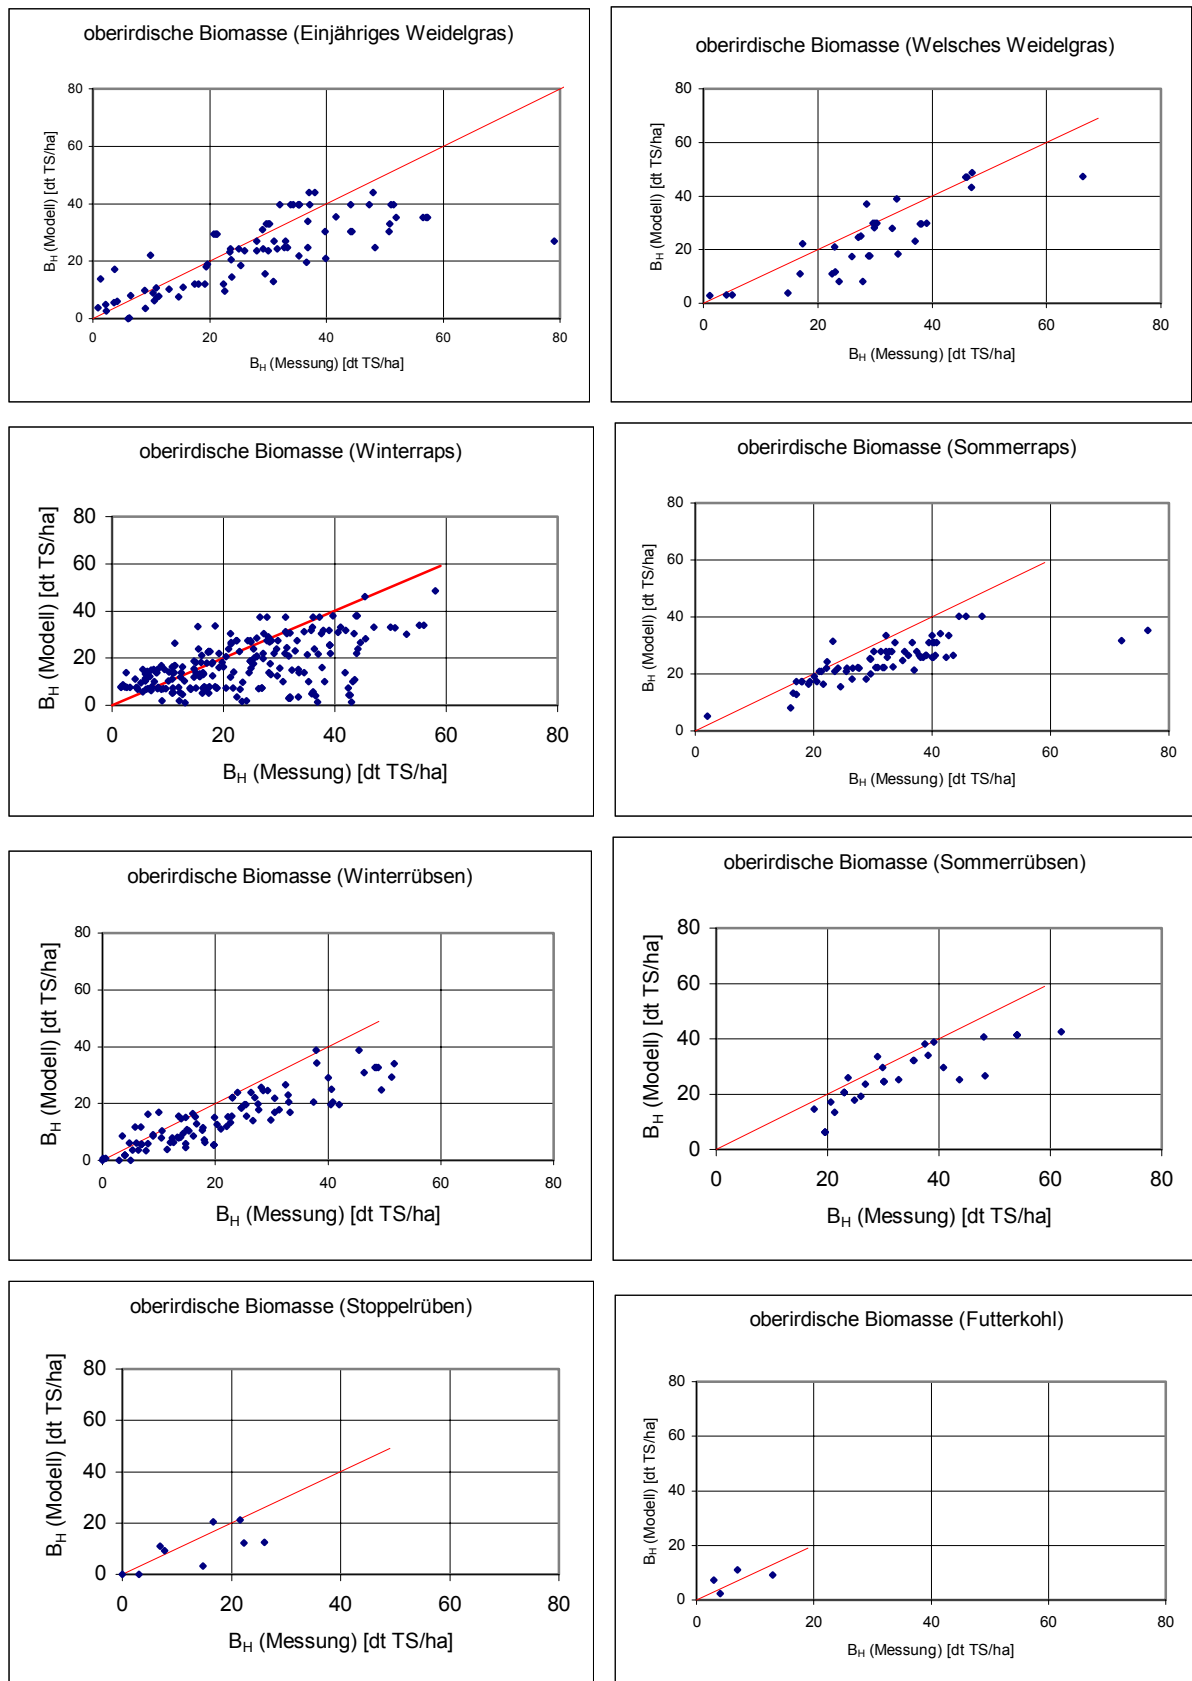 oberirdische Biomasse (Einjähriges Weidelgras)
80
60
40
20
0
0 20 40 60 80
B_H (Modell) [dt TS/ha]
B_H (Messung) [dt TS/ha]
oberirdische Biomasse (Welsches Weidelgras)
80
60
40
20
0
0 20 40 60 80
B_H (Modell) [dt TS/ha]
B_H (Messung) [dt TS/ha]
oberirdische Biomasse (Winterraps)
80
60
40
20
0
0 20 40 60 80
B_H (Modell) [dt TS/ha]
B_H (Messung) [dt TS/ha]
oberirdische Biomasse (Sommerraps)
80
60
40
20
0
0 20 40 60 80
B_H (Modell) [dt TS/ha]
B_H (Messung) [dt TS/ha]
oberirdische Biomasse (Winterrübsen)
80
60
40
20
0
0 20 40 60 80
B_H (Modell) [dt TS/ha]
B_H (Messung) [dt TS/ha]
oberirdische Biomasse (Sommerrübsen)
80
60
40
20
0
0 20 40 60 80
B_H (Modell) [dt TS/ha]
B_H (Messung) [dt TS/ha]
oberirdische Biomasse (Stoppelrüben)
80
60
40
20
0
0 20 40 60 80
B_H (Modell) [dt TS/ha]
B_H (Messung) [dt TS/ha]
oberirdische Biomasse (Futterkohl)
80
60
40
20
0
0 20 40 60 80
B_H (Modell) [dt TS/ha]
B_H (Messung) [dt TS/ha]